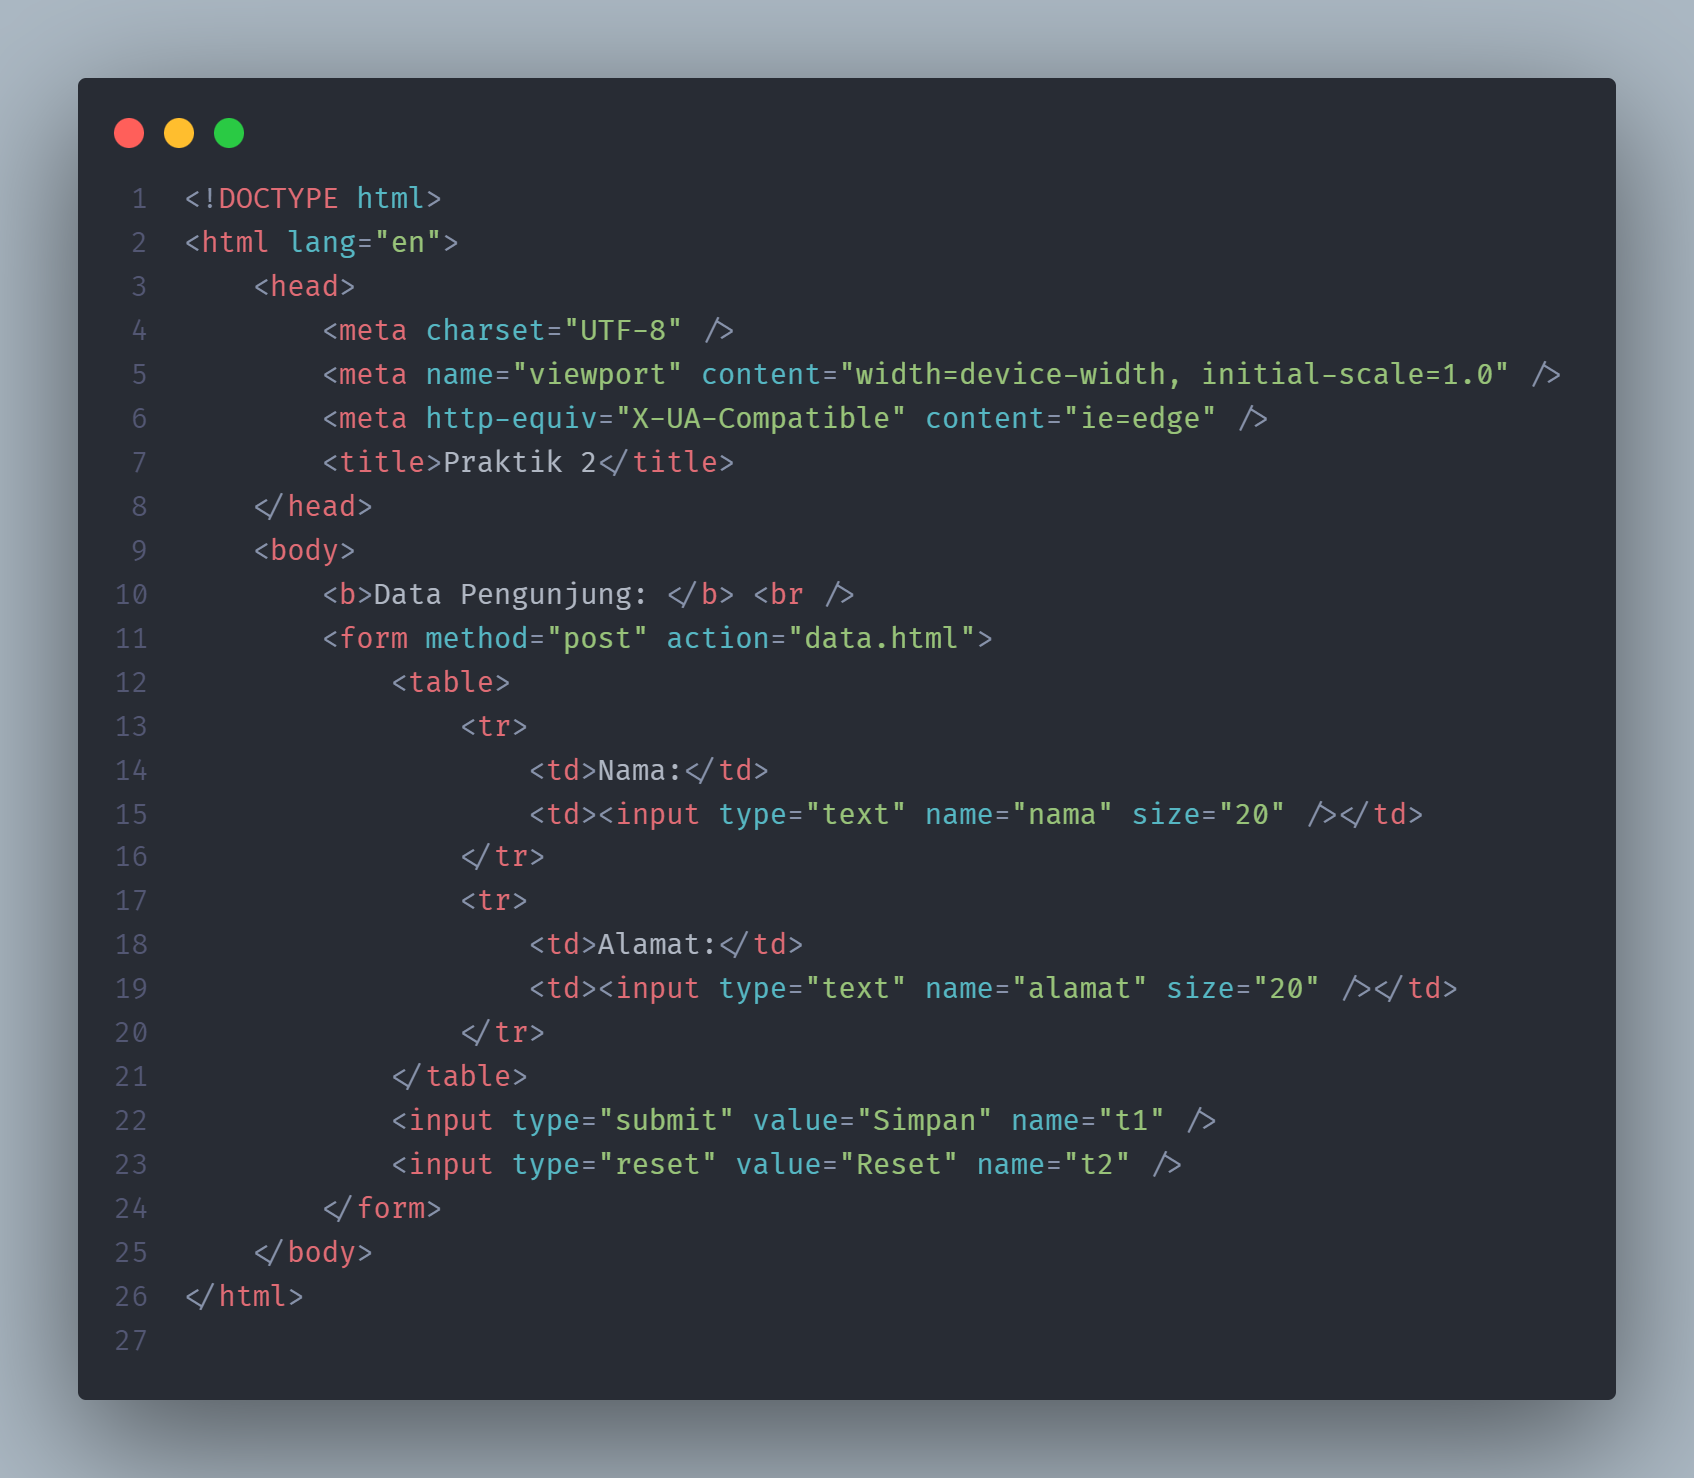 1 <!DOCTYPE html>
2 <html lang="en">
3     <head>
4         <meta charset="UTF-8" />
5         <meta name="viewport" content="width=device-width, initial-scale=1.0" />
6         <meta http-equiv="X-UA-Compatible" content="ie=edge" />
7         <title>Praktik 2</title>
8     </head>
9     <body>
10         <b>Data Pengunjung: </b> <br />
11         <form method="post" action="data.html">
12             <table>
13                 <tr>
14                     <td>Nama:</td>
15                     <td><input type="text" name="nama" size="20" /></td>
16                 </tr>
17                 <tr>
18                     <td>Alamat:</td>
19                     <td><input type="text" name="alamat" size="20" /></td>
20                 </tr>
21             </table>
22             <input type="submit" value="Simpan" name="t1" />
23             <input type="reset" value="Reset" name="t2" />
24         </form>
25     </body>
26 </html>
27